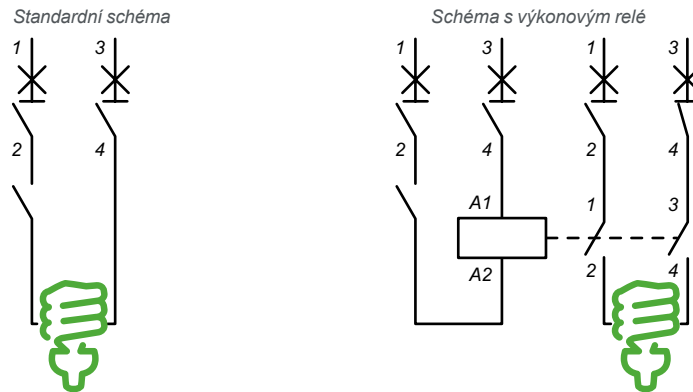 Standardní schéma
Schéma s výkonovým relé
1 3 1 3 1 3
2 4 2 4 2 4
A1 1 3
A2 2 4